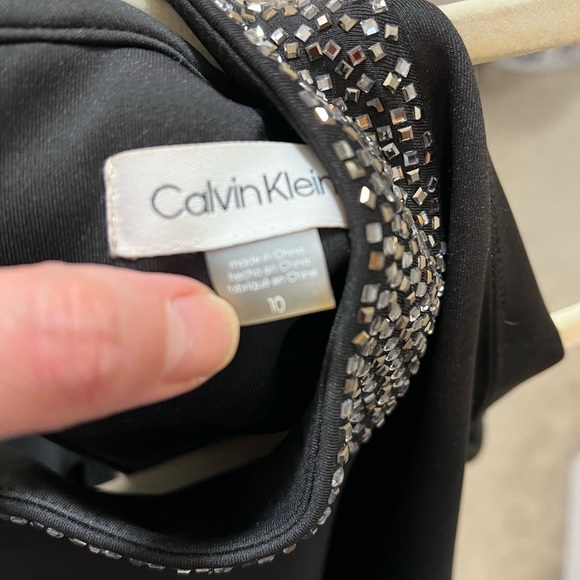 Calvin Klein
made in China
hecho en China
fabriqué en Chine
10